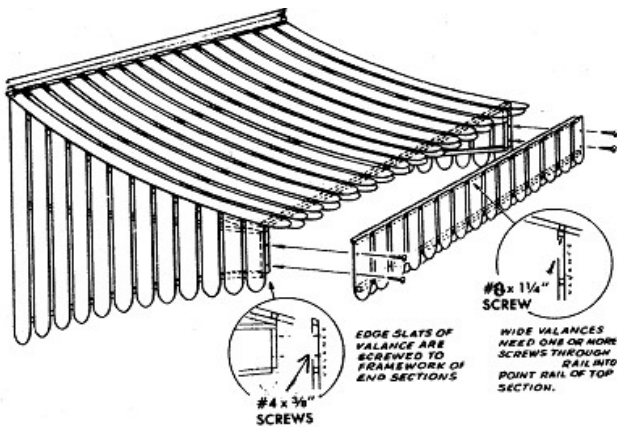 #8 x 1¼"
SCREW
EDGE SLATS OF
VALANCE ARE
SCREWED TO
FRAMEWORK OF
END SECTIONS
WIDE VALANCES
NEED ONE OR MORE
SCREWS THROUGH
RAIL INTO
POINT RAIL OF TOP
SECTION.
#4 x ⅜"
SCREWS